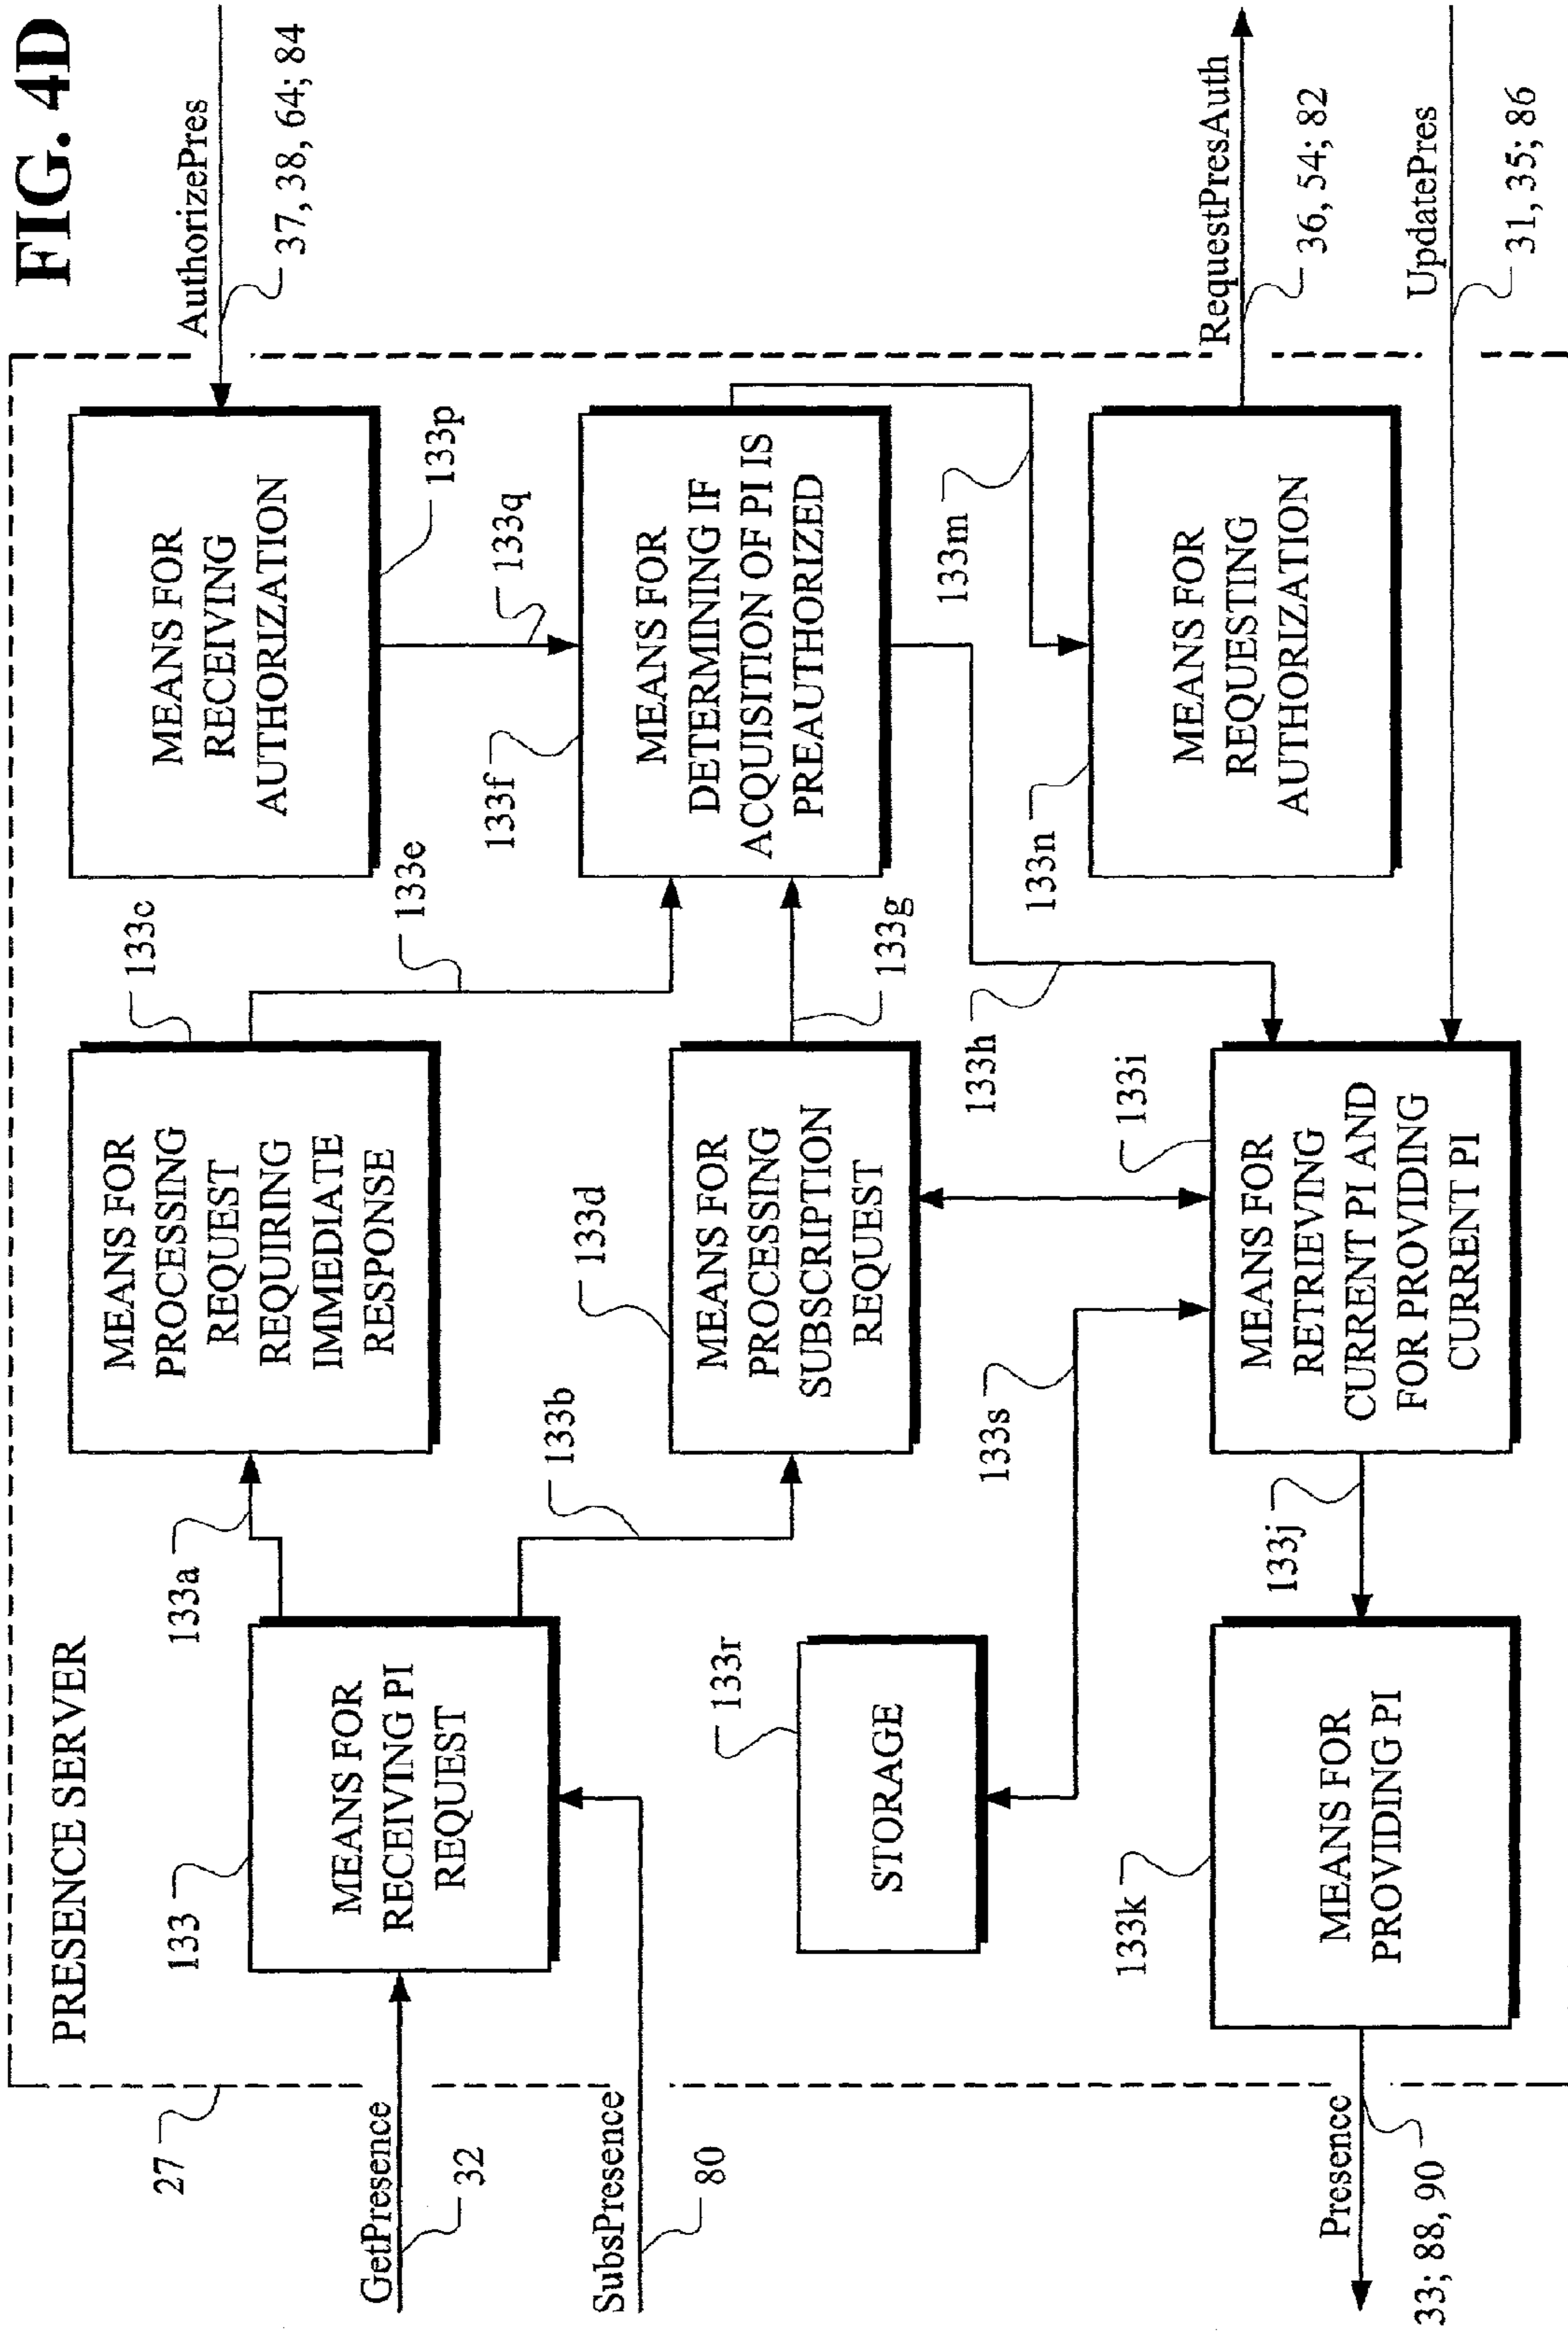 FIG. 4D
PRESENCE SERVER
27
GetPresence
32
SubsPresence
80
133
MEANS FOR
RECEIVING PI
REQUEST
133a
133b
133c
MEANS FOR
PROCESSING
REQUEST
REQUIRING
IMMEDIATE
RESPONSE
133e
133d
MEANS FOR
PROCESSING
SUBSCRIPTION
REQUEST
133g
MEANS FOR
RECEIVING
AUTHORIZATION
133p
AuthorizePres
37, 38, 64; 84
133q
133f
MEANS FOR
DETERMINING IF
ACQUISITION OF PI IS
PREAUTHORIZED
133m
133h
133n
MEANS FOR
REQUESTING
AUTHORIZATION
RequestPresAuth
36, 54; 82
UpdatePres
31, 35; 86
133r
STORAGE
133s
133i
MEANS FOR
RETRIEVING
CURRENT PI AND
FOR PROVIDING
CURRENT PI
133j
133k
MEANS FOR
PROVIDING PI
Presence
33; 88, 90